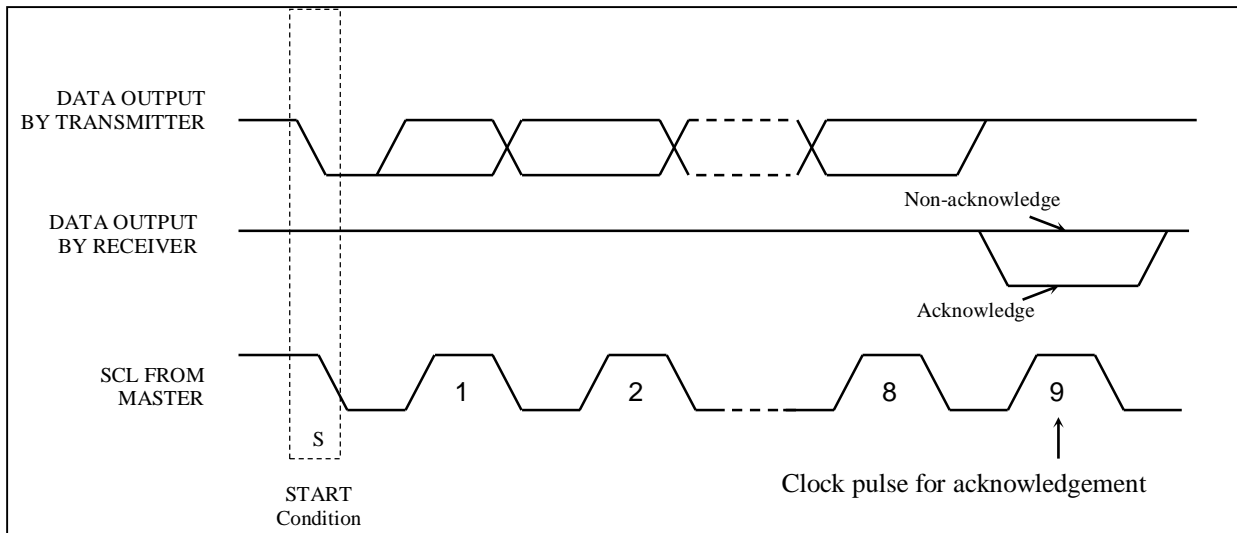 DATA OUTPUT
BY TRANSMITTER
Non-acknowledge
DATA OUTPUT
BY RECEIVER
Acknowledge
SCL FROM
MASTER
1
2
8
9
S
START
Condition
Clock pulse for acknowledgement